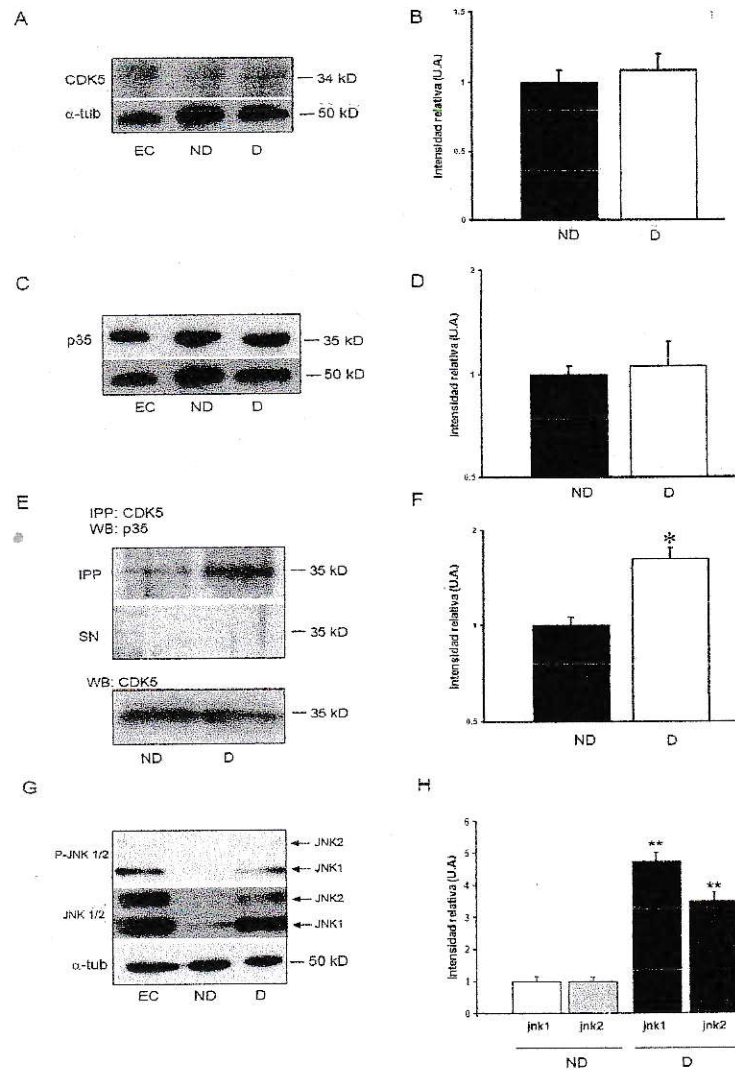 A
CDK5
34 kD
α-tub
50 kD
EC ND D
B
Intensidad relativa (U.A.)
1.5
1
0.5
0
ND D
C
p35
35 kD
50 kD
EC ND D
D
Intensidad relativa (U.A.)
2
1
0.5
ND D
E
IPP: CDK5
WB: p35
IPP
35 kD
SN
35 kD
WB: CDK5
35 kD
ND D
F
Intensidad relativa (U.A.)
2
*
1
0.5
ND D
G
P-JNK 1/2
JNK2
JNK1
JNK 1/2
JNK2
JNK1
α-tub
50 kD
EC ND D
H
Intensidad relativa (U.A.)
6
5
4
3
2
1
0
**
**
jnk1 jnk2 jnk1 jnk2
ND D